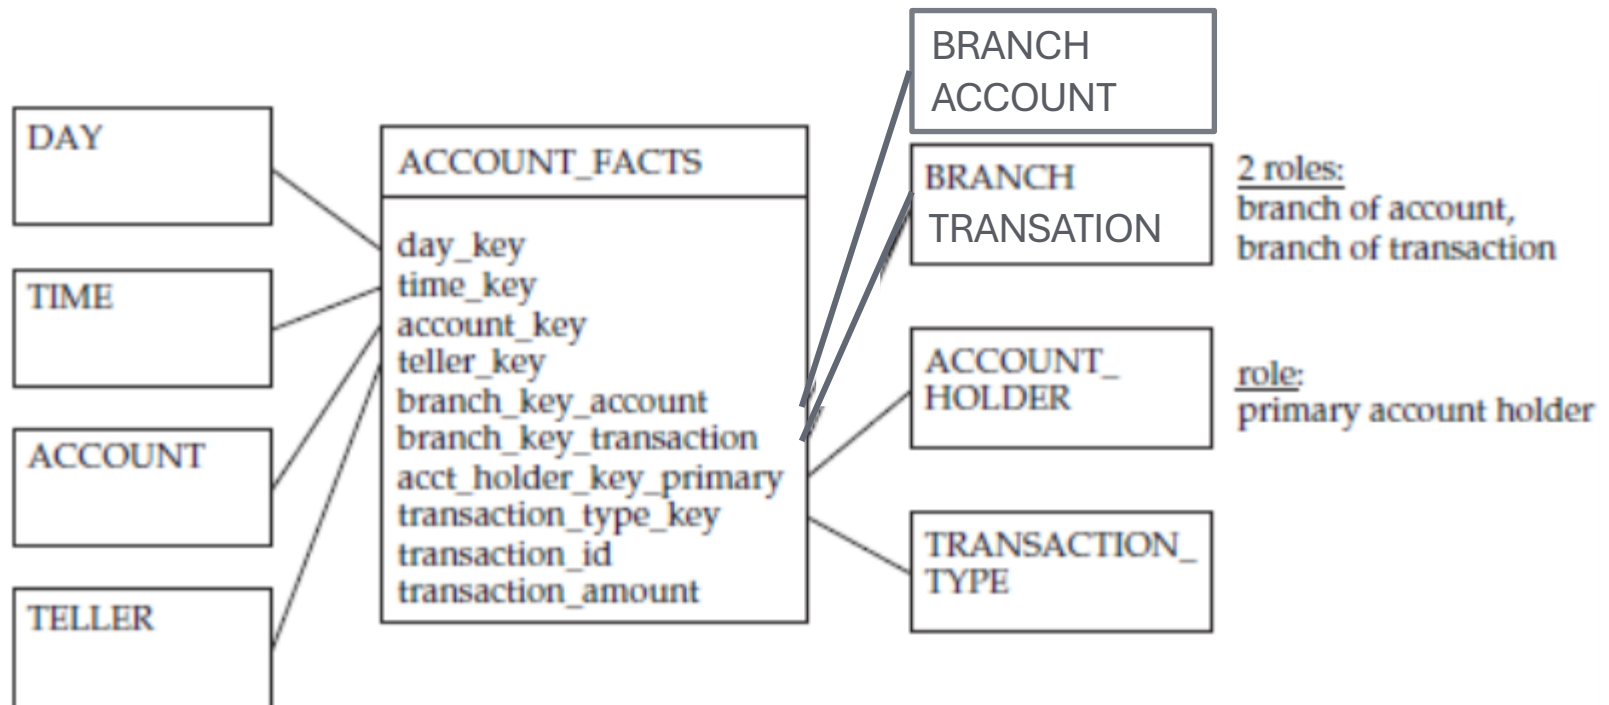 DAY
TIME
ACCOUNT
TELLER
ACCOUNT_FACTS
day_key
time_key
account_key
teller_key
branch_key_account
branch_key_transaction
acct_holder_key_primary
transaction_type_key
transaction_id
transaction_amount
BRANCH
ACCOUNT
BRANCH
TRANSATION
2 roles:
branch of account,
branch of transaction
ACCOUNT_
HOLDER
role:
primary account holder
TRANSACTION_
TYPE